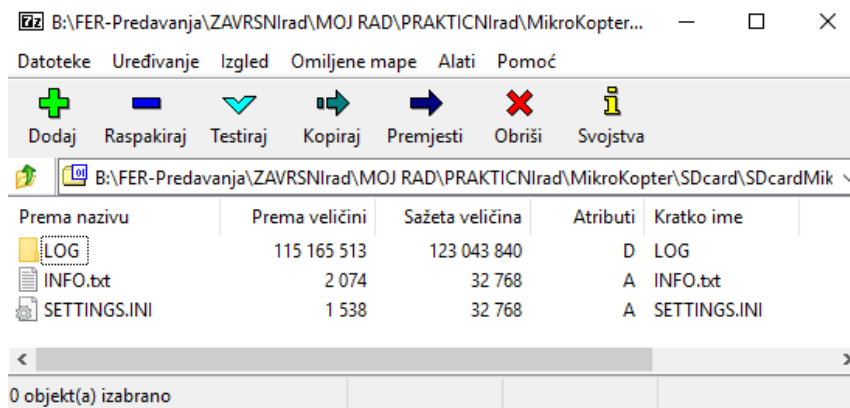 7z B:\FER-Predavanja\ZAVRSNIrad\MOJ RAD\PRAKTICNIrad\MikroKopter...
Datoteke Uređivanje Izgled Omiljene mape Alati Pomoć
Dodaj Raspakiraj Testiraj Kopiraj Premjesti Obriši Svojstva
B:\FER-Predavanja\ZAVRSNIrad\MOJ RAD\PRAKTICNIrad\MikroKopter\SDcard\SDcardMik
Prema nazivu Prema veličini Sažeta veličina Atributi Kratko ime
LOG 115 165 513 123 043 840 D LOG
INFO.txt 2 074 32 768 A INFO.txt
SETTINGS.INI 1 538 32 768 A SETTINGS.INI
0 objekt(a) izabrano